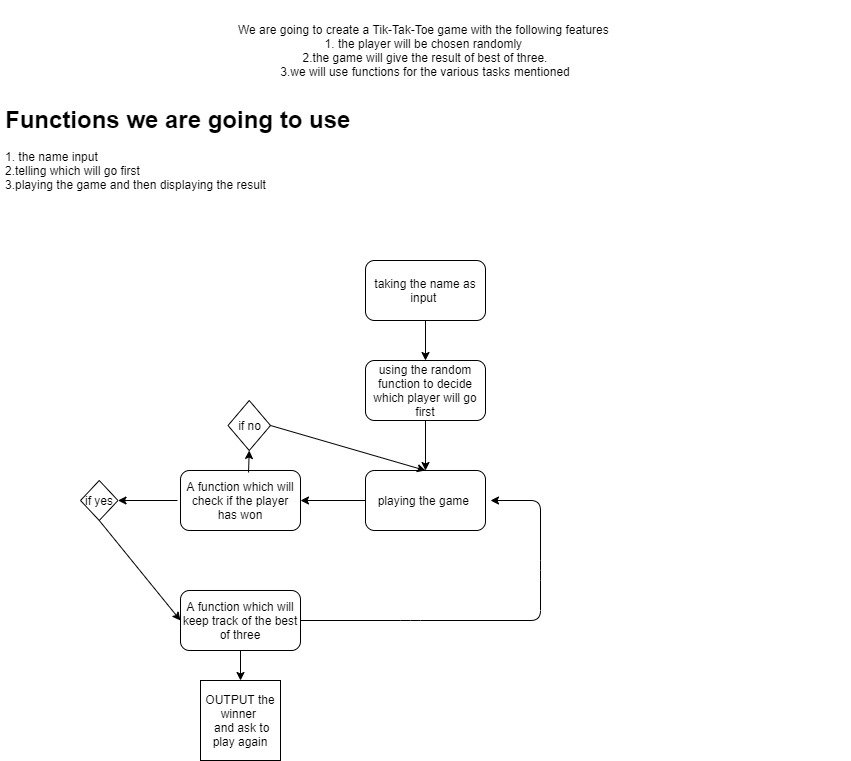 We are going to create a Tik-Tak-Toe game with the following features
1. the player will be chosen randomly
2.the game will give the result of best of three.
3.we will use functions for the various tasks mentioned
Functions we are going to use
1. the name input
2.telling which will go first
3.playing the game and then displaying the result
taking the name as
input
using the random
function to decide
which player will go
first
if no
A function which will
check if the player
has won
playing the game
if yes
A function which will
keep track of the best
of three
OUTPUT the
winner
and ask to
play again